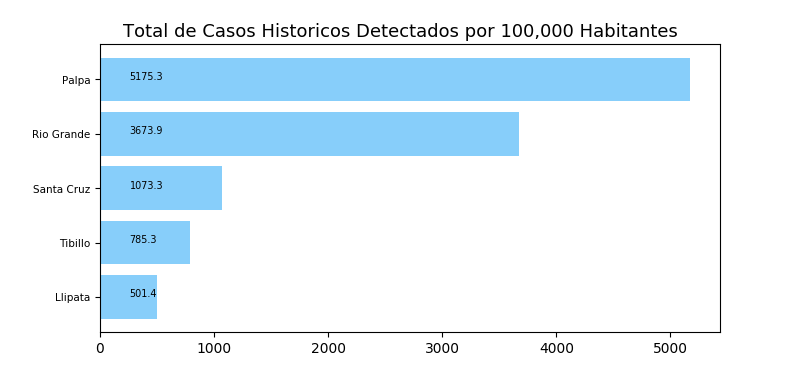 Total de Casos Historicos Detectados por 100,000 Habitantes
Palpa 5175.3
Rio Grande 3673.9
Santa Cruz 1073.3
Tibillo 785.3
Llipata 501.4
0 1000 2000 3000 4000 5000